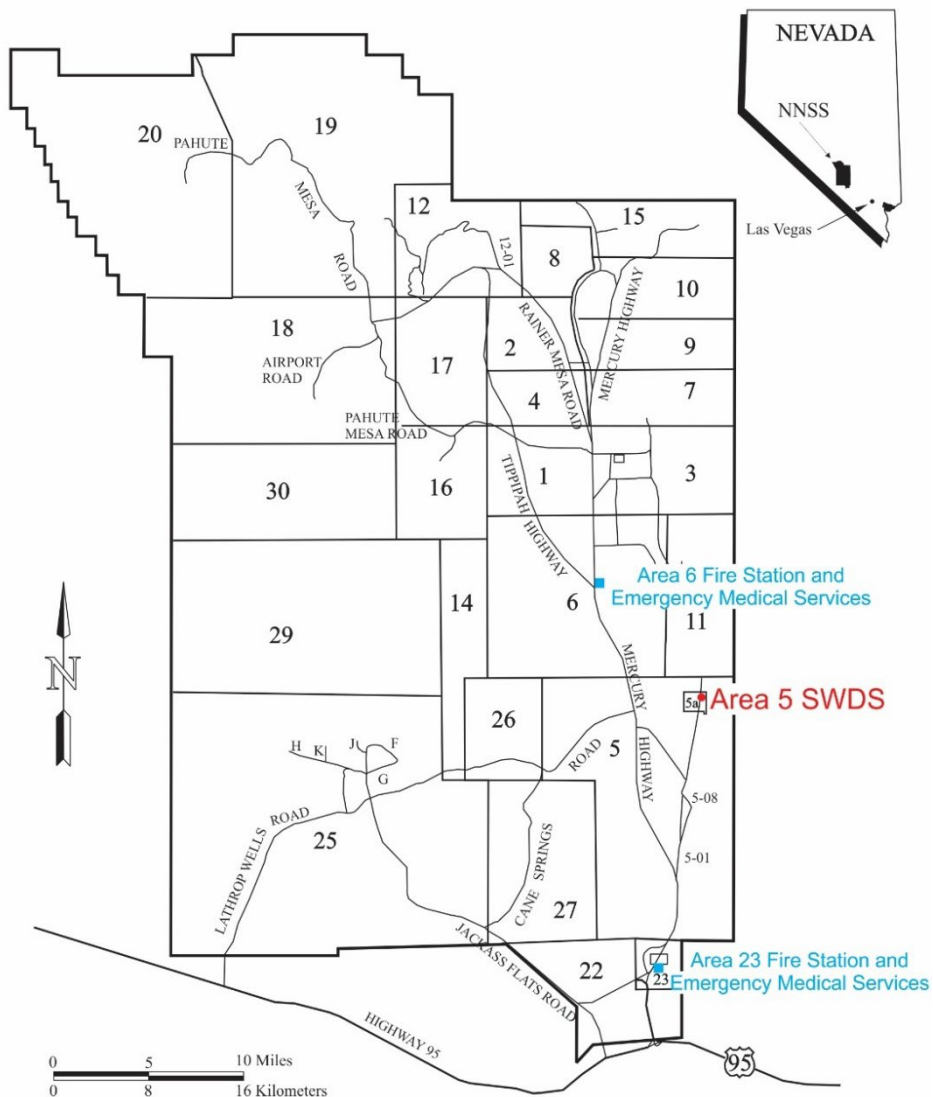 NEVADA
NNSS
Las Vegas
20
19
PAHUTE
MESA
ROAD
12
12-01
15
8
10
MERCURY HIGHWAY
RAINER MESA ROAD
18
AIRPORT
ROAD
17
2
9
7
4
PAHUTE
MESA ROAD
TIPPIPAH HIGHWAY
30
16
1
3
Area 6 Fire Station and
Emergency Medical Services
14
6
11
29
N
MERCURY
HIGHWAY
5a
Area 5 SWDS
26
5
ROAD
H
K
J
F
G
5-08
LATHROP WELLS
ROAD
25
CANE SPRINGS
5-01
27
JACKASS FLATS ROAD
22
23
Area 23 Fire Station and
Emergency Medical Services
HIGHWAY 95
95
0 5 10 Miles
0 8 16 Kilometers